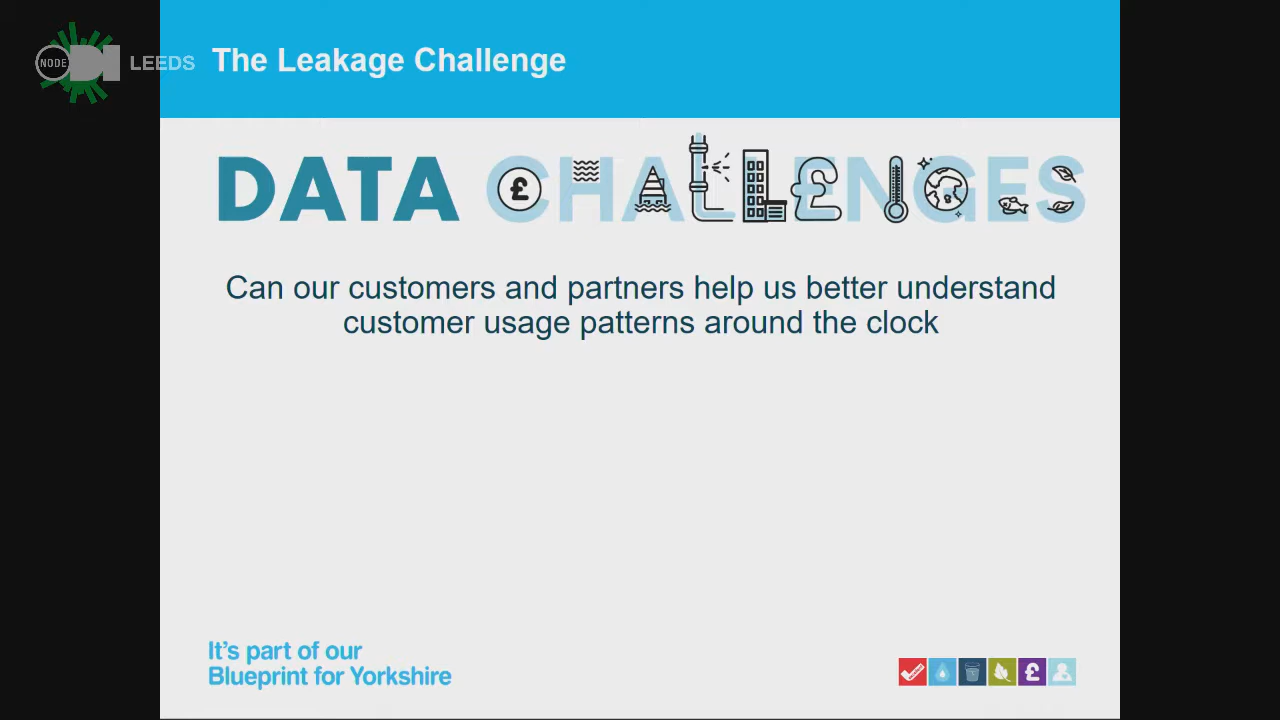 NODE
LEEDS
The Leakage Challenge
DATA CHALLENGES
Can our customers and partners help us better understand
customer usage patterns around the clock
It's part of our
Blueprint for Yorkshire